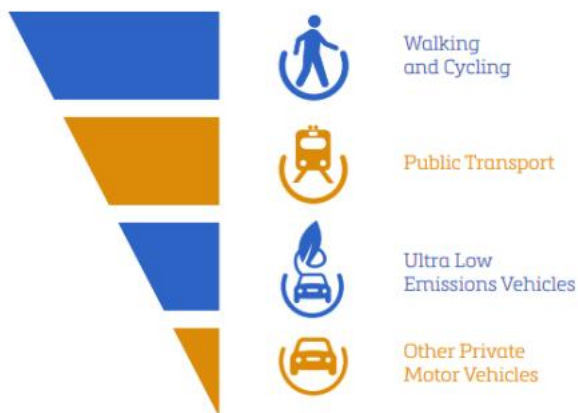 Walking
and Cycling
Public Transport
Ultra Low
Emissions Vehicles
Other Private
Motor Vehicles